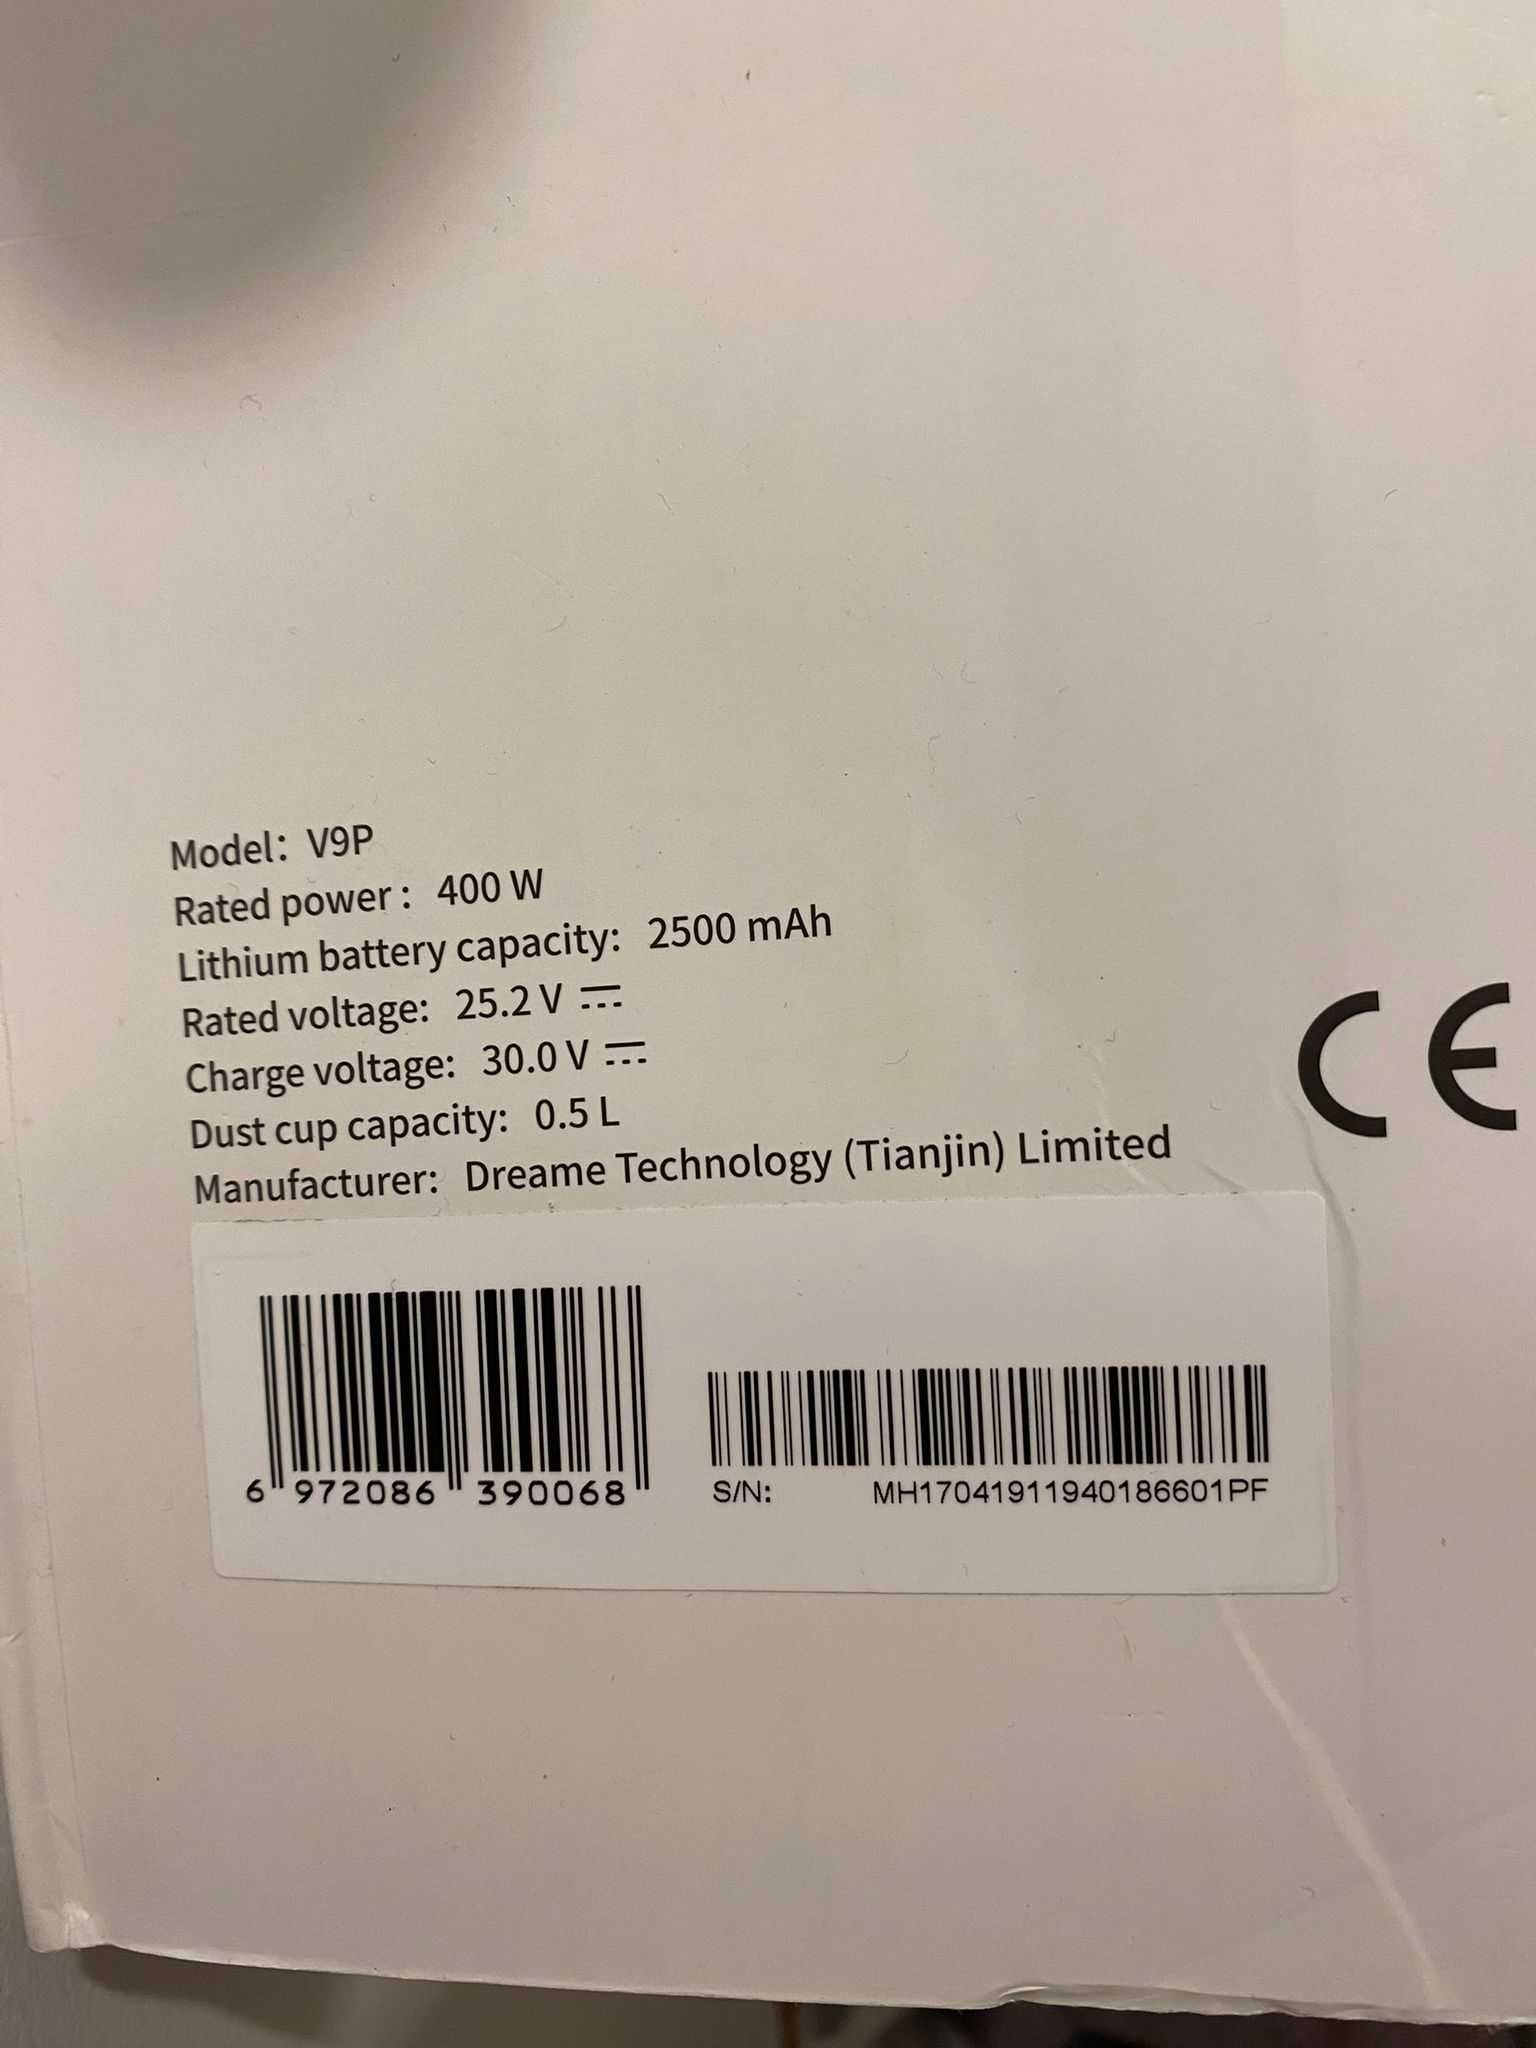 Model: V9P
Rated power : 400 W
Lithium battery capacity: 2500 mAh
Rated voltage: 25.2 V
Charge voltage: 30.0 V
Dust cup capacity: 0.5 L
Manufacturer: Dreame Technology (Tianjin) Limited
CE
6 972086 390068
S/N: MH17041911940186601PF